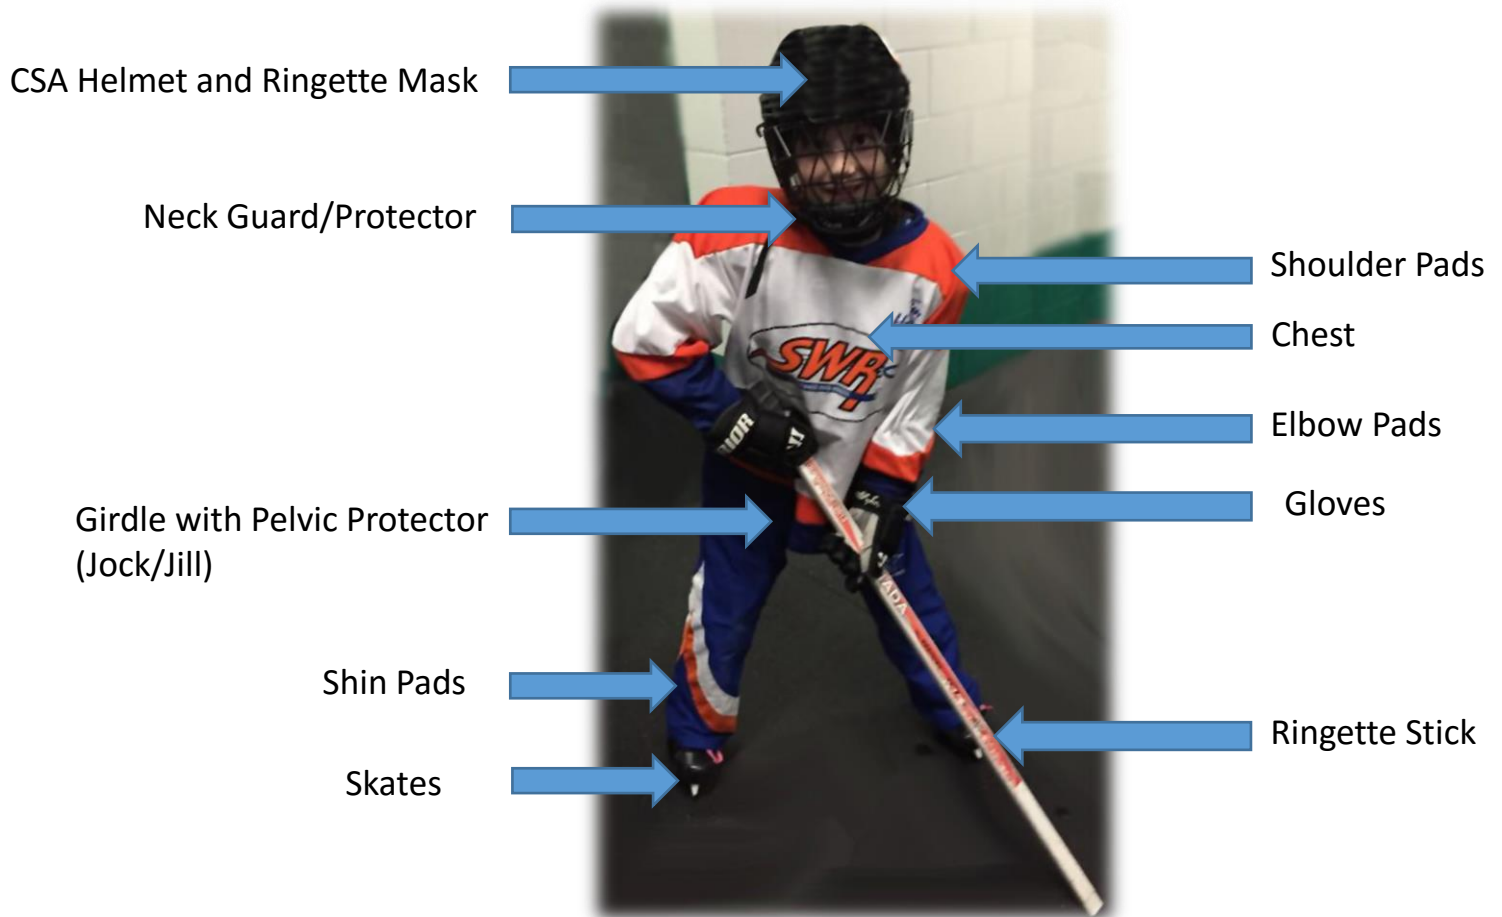 CSA Helmet and Ringette Mask
Neck Guard/Protector
Shoulder Pads
Chest
SWR
Elbow Pads
Gloves
Girdle with Pelvic Protector
(Jock/Jill)
Shin Pads
Ringette Stick
Skates